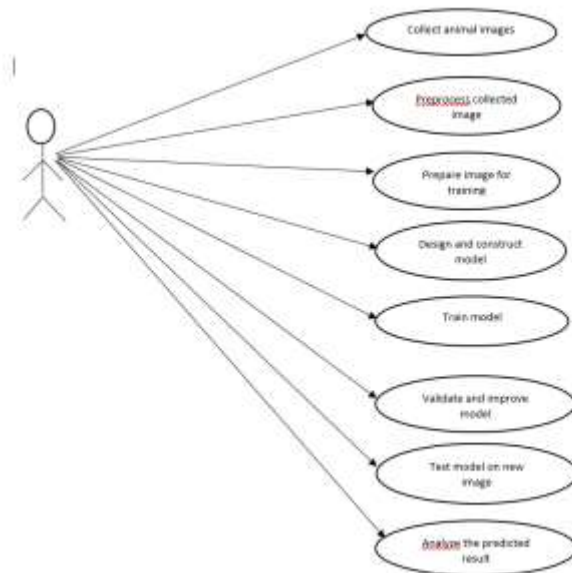 Collect animal images
Preprocess collected
image
Prepare image for
training
Design and construct
model
Train model
Validate and improve
model
Test model on new
image
Analyze the predicted
result